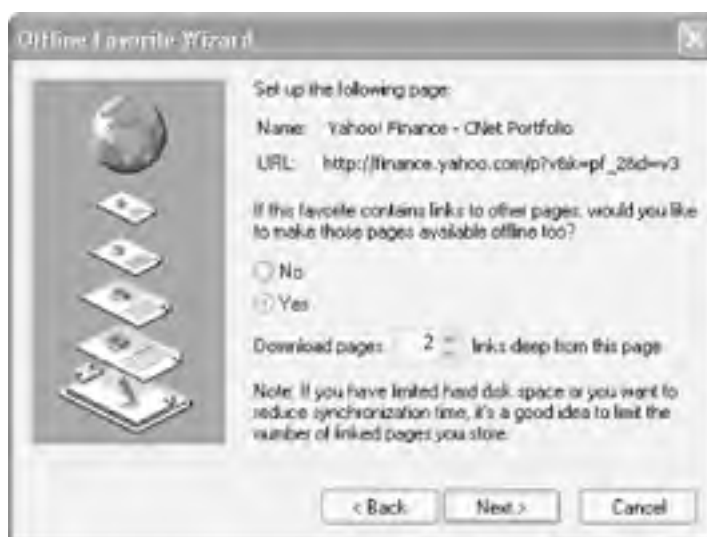 Offline Favorite Wizard
Set up the following page:
Name: Yahoo! Finance - CNet Portfolio
URL: http://finance.yahoo.com/p?v&k=pf_2&d=v3
If this favorite contains links to other pages, would you like
to make those pages available offline too?
No
Yes
Download pages 2 links deep from this page
Note: If you have limited hard disk space or you want to
reduce synchronization time, it's a good idea to limit the
number of linked pages you store.
< Back
Next >
Cancel